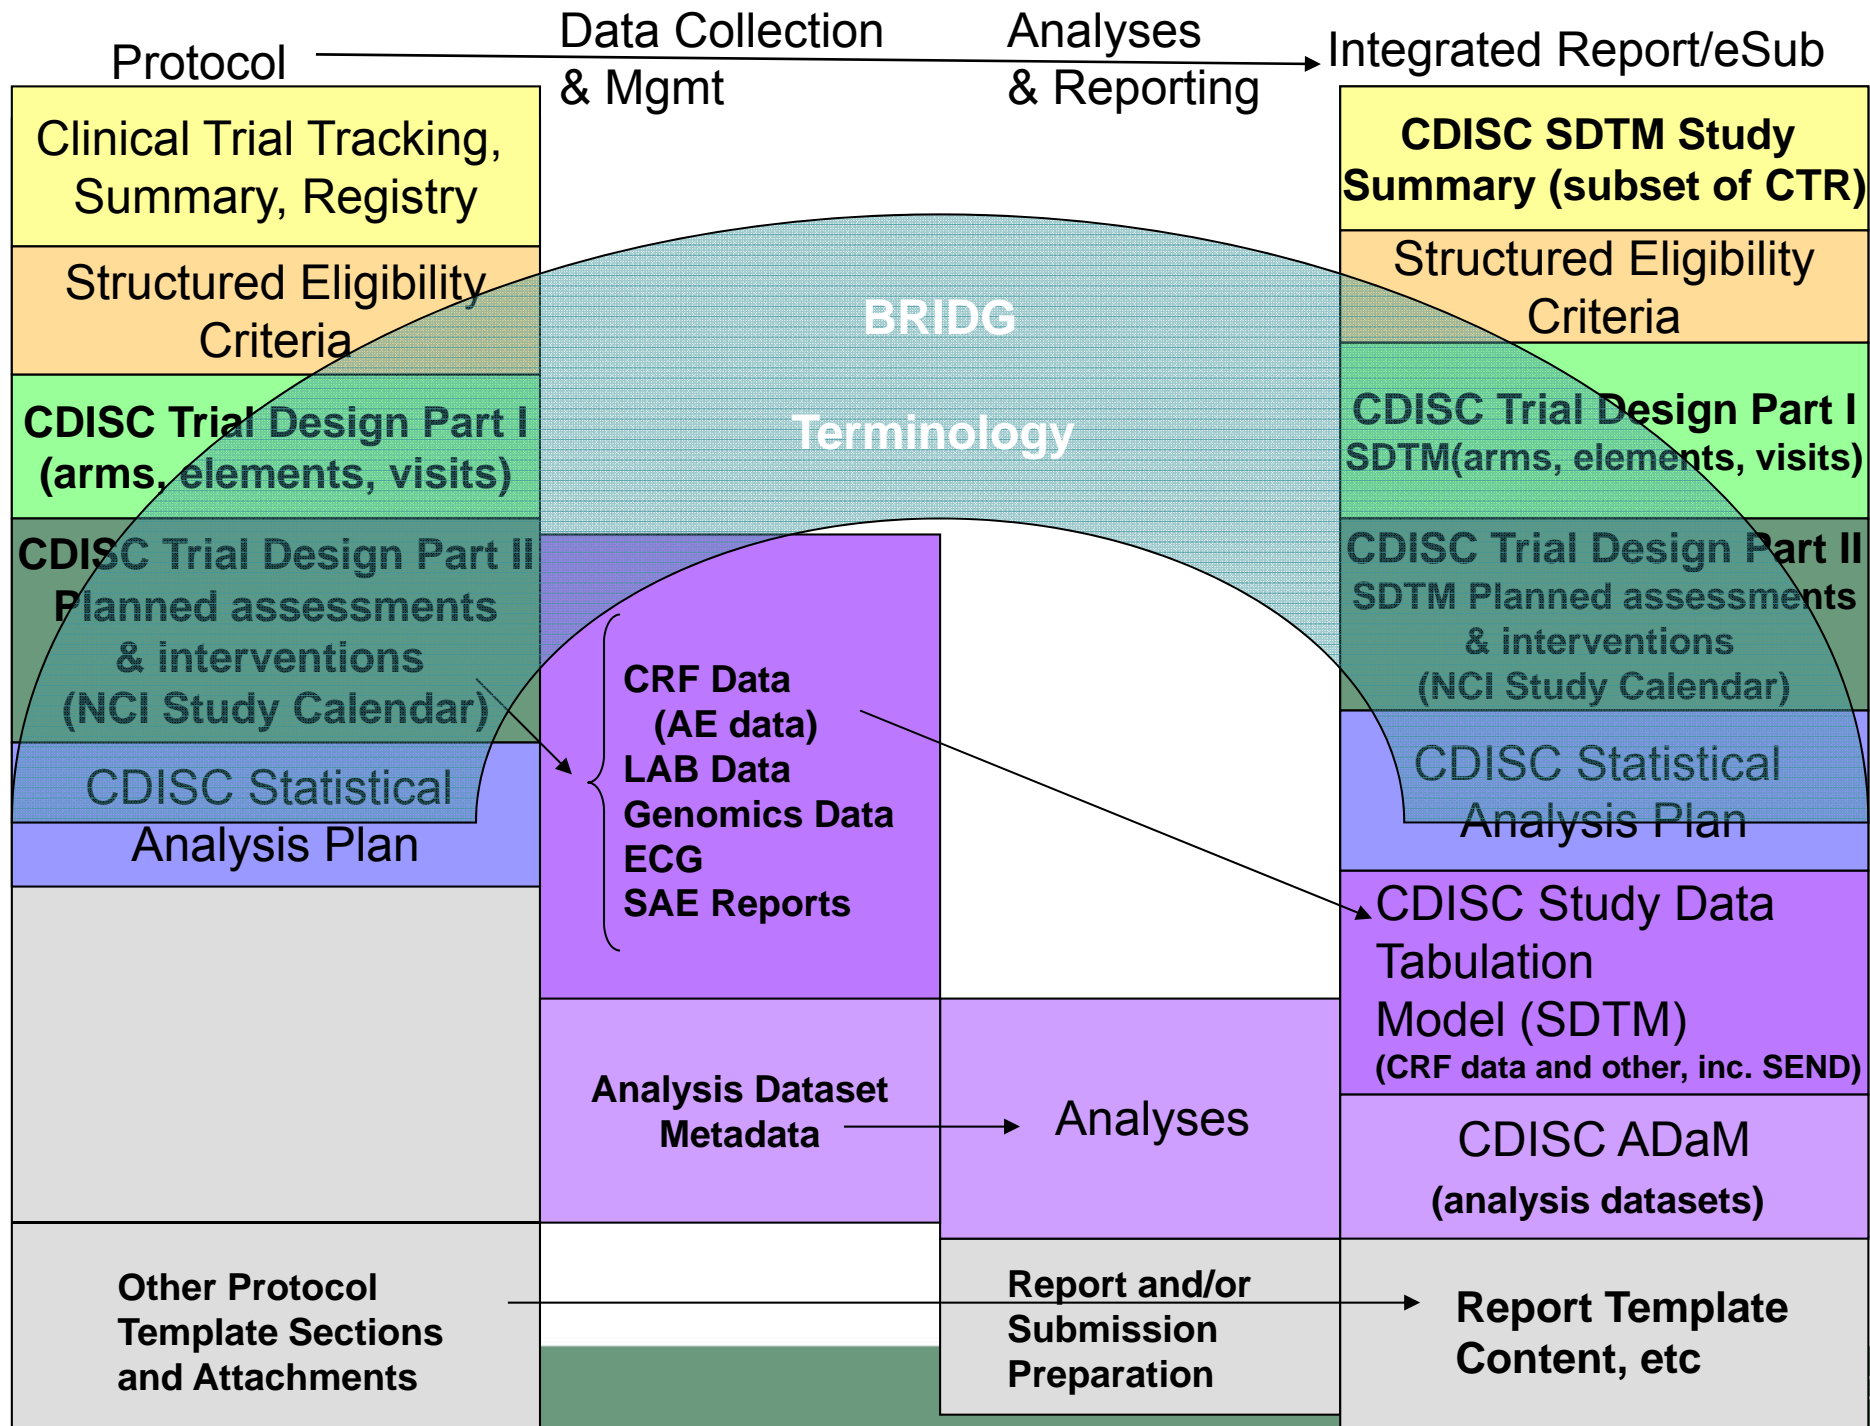 Protocol
Data Collection
& Mgmt
Analyses
& Reporting
Integrated Report/eSub
Clinical Trial Tracking,
Summary, Registry
Structured Eligibility
Criteria
CDISC Trial Design Part I
(arms, elements, visits)
CDISC Trial Design Part II
Planned assessments
& interventions
(NCI Study Calendar)
CDISC Statistical
Analysis Plan
Other Protocol
Template Sections
and Attachments
BRIDG
Terminology
CRF Data
(AE data)
LAB Data
Genomics Data
ECG
SAE Reports
Analysis Dataset
Metadata
Analyses
Report and/or
Submission
Preparation
CDISC SDTM Study
Summary (subset of CTR)
Structured Eligibility
Criteria
CDISC Trial Design Part I
SDTM(arms, elements, visits)
CDISC Trial Design Part II
SDTM Planned assessments
& interventions
(NCI Study Calendar)
CDISC Statistical
Analysis Plan
CDISC Study Data
Tabulation
Model (SDTM)
(CRF data and other, inc. SEND)
CDISC ADaM
(analysis datasets)
Report Template
Content, etc